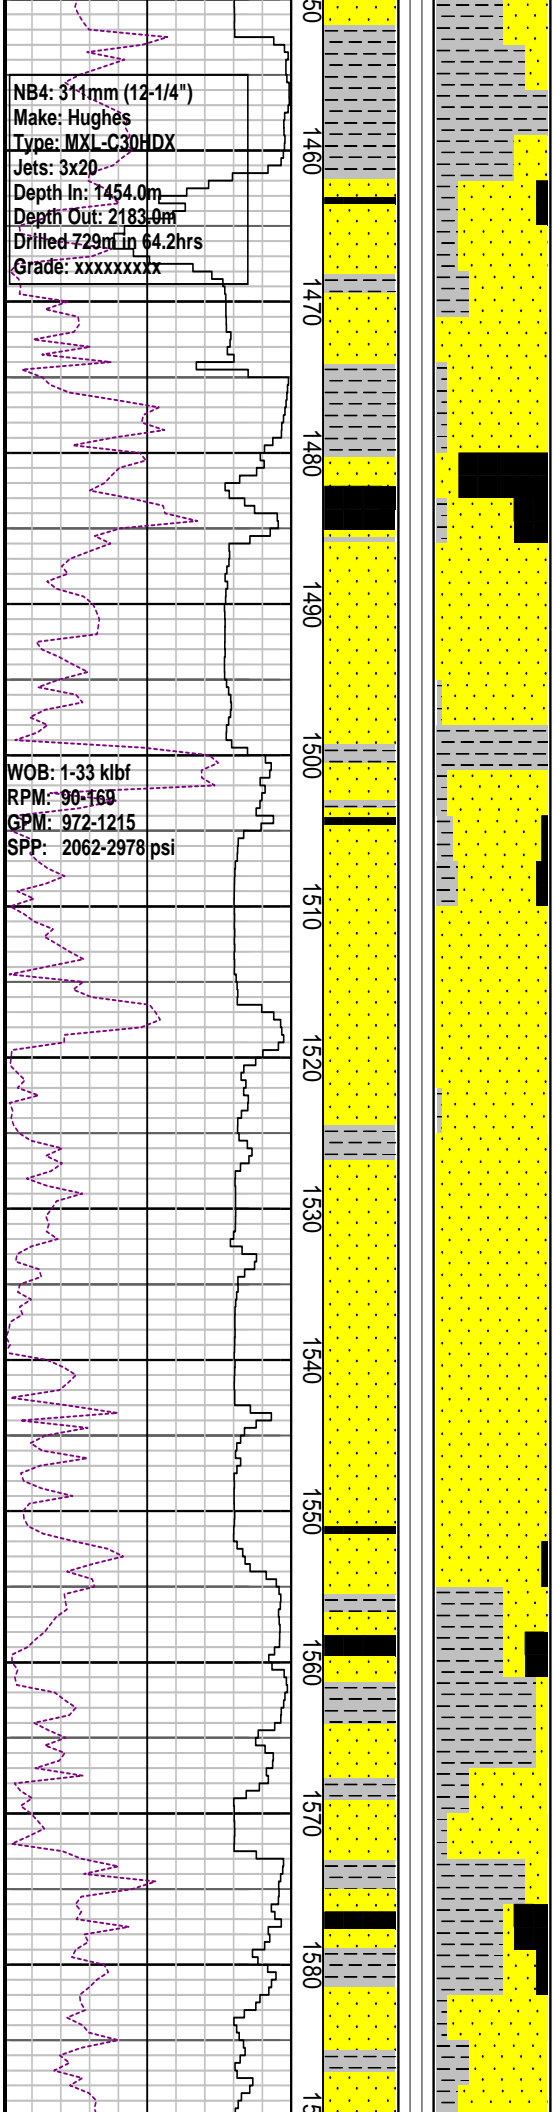 50
NB4: 311mm (12-1/4")
Make: Hughes
Type: MXL-C30HDX
Jets: 3x20
Depth In: 1454.0m
Depth Out: 2183.0m
Drilled 729m in 64.2hrs
Grade: xxxxxxxxx
1460
1470
1480
1490
1500
WOB: 1-33 klbf
RPM: 90-169
GPM: 972-1215
SPP: 2062-2978 psi
1510
1520
1530
1540
1550
1560
1570
1580